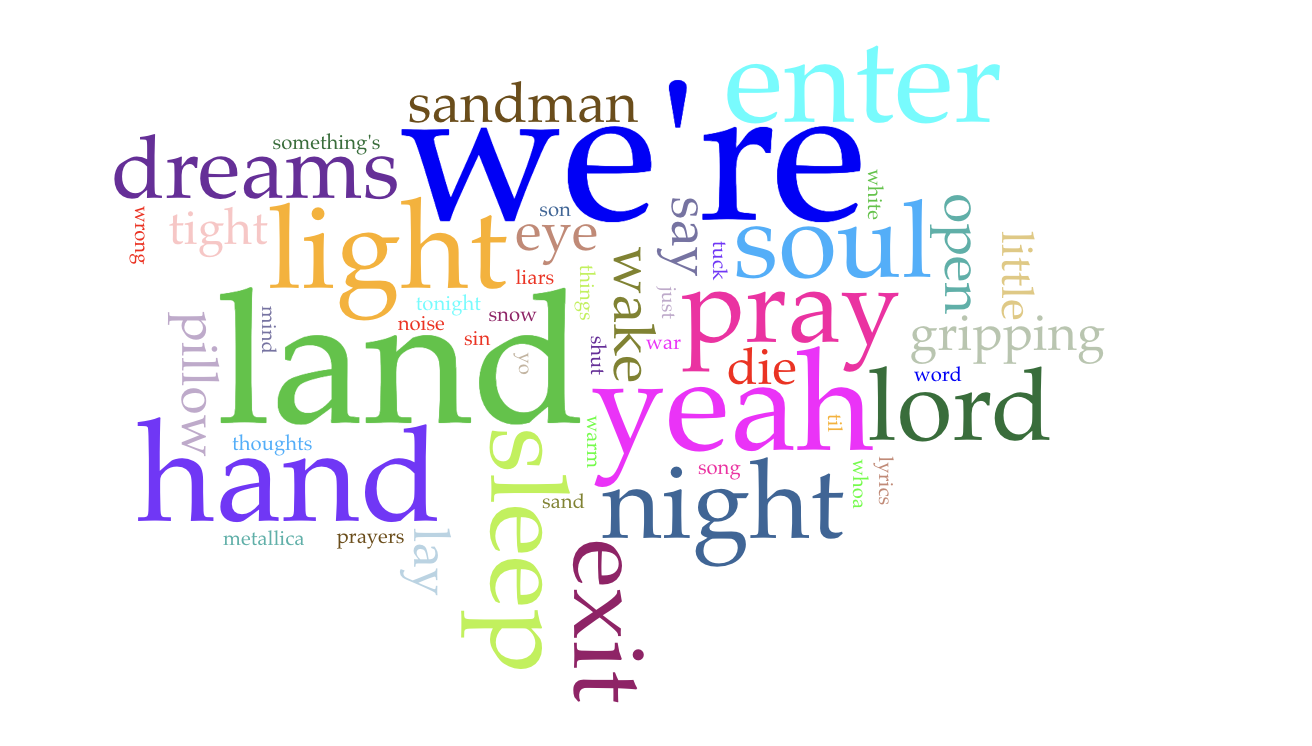 enter
sandman
we're
something's
dreams
white
son
say
open
wrong
tight
light
eye
soul
little
tuck
wake
liars
things
just
pray
tonight
snow
mind
noise
sin
war
shut
pillow
land
yo
die
gripping
word
yeah
lord
til
hand
thoughts
sleep
warm
song
whoa
lyrics
night
sand
metallica
prayers
lay
exit